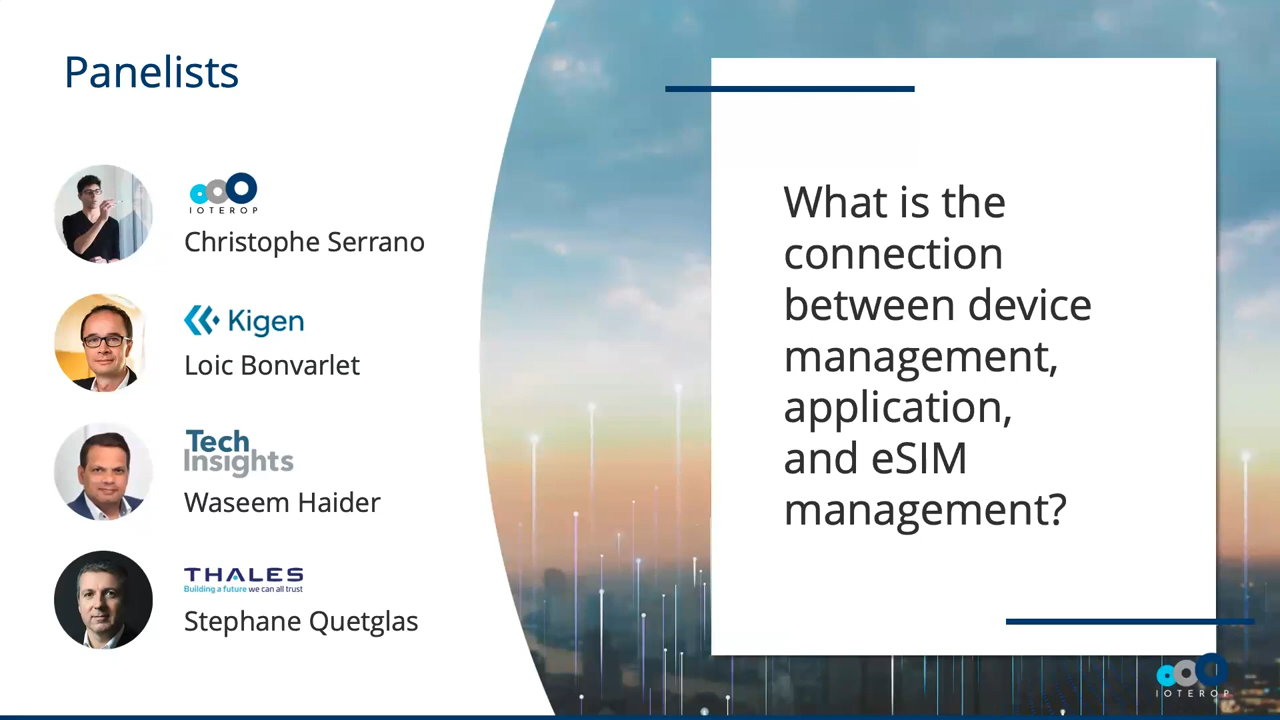 Panelists
IOTEROP
Christophe Serrano
Kigen
Loic Bonvarlet
Tech
Insights
Waseem Haider
THALES
Building a future we can all trust
Stephane Quetglas
What is the
connection
between device
management,
application,
and eSIM
management?
IOTEROP